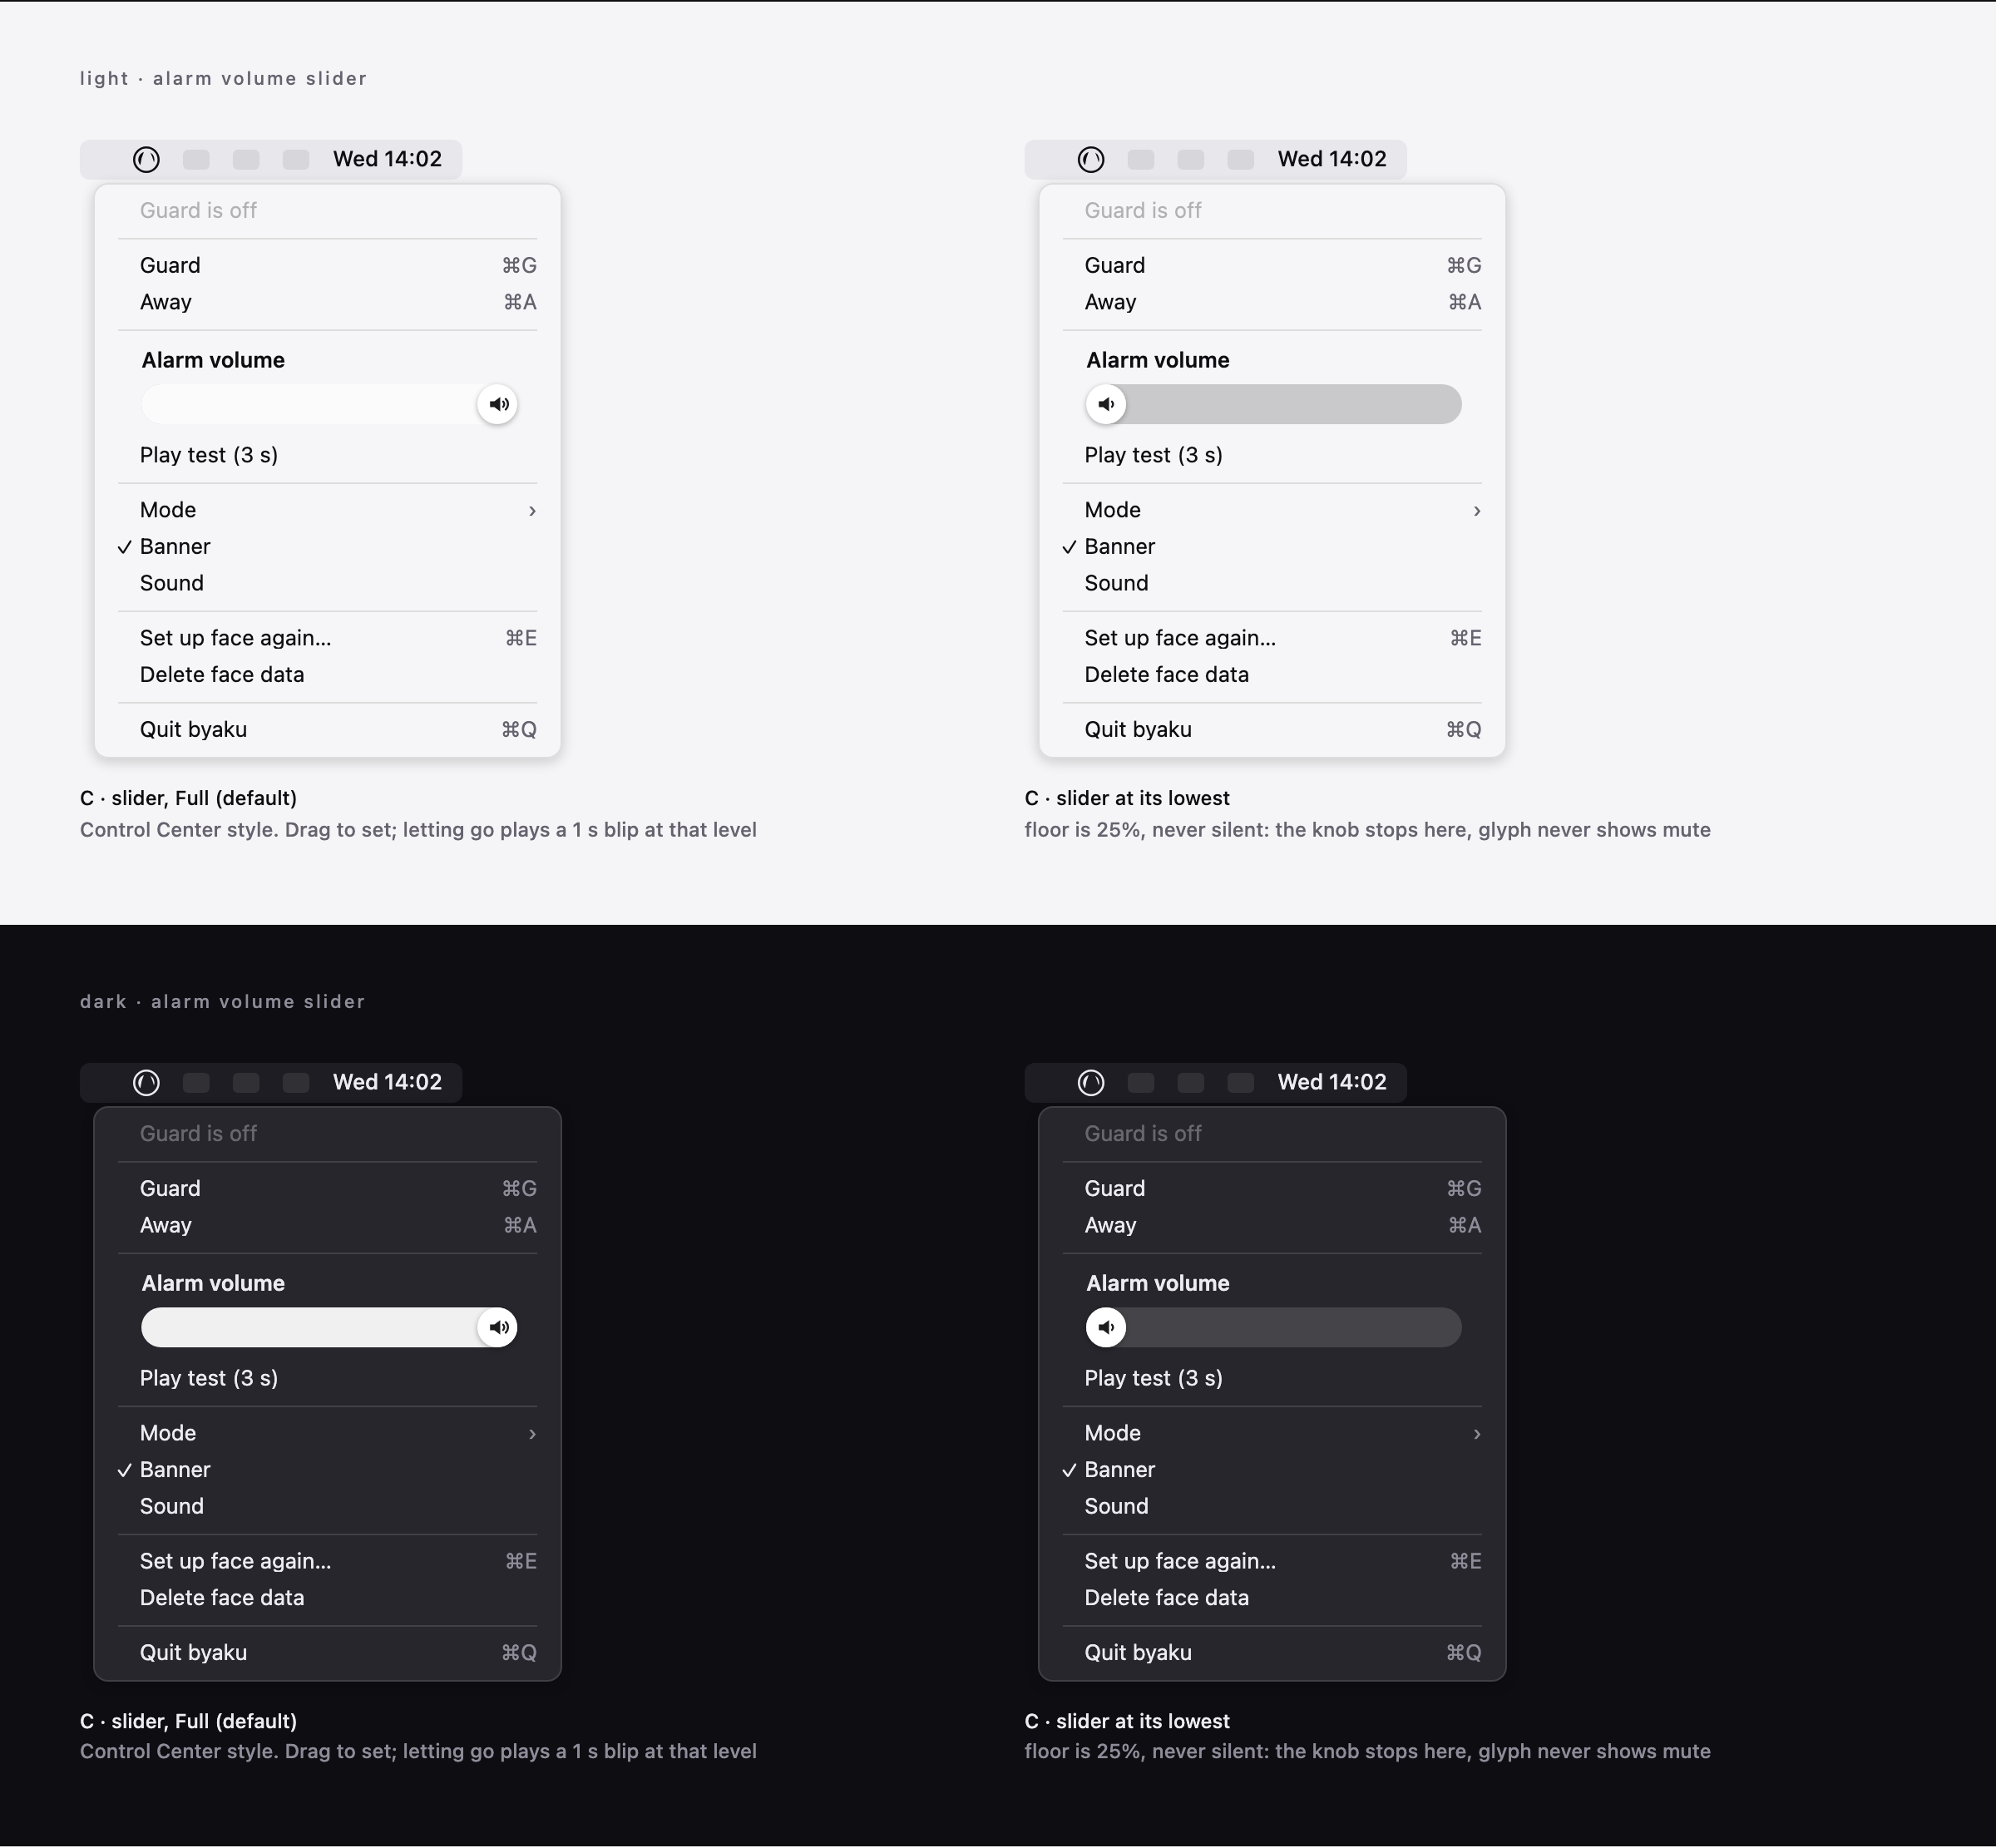 light · alarm volume slider
Wed 14:02
Guard is off
Guard ⌘G
Away ⌘A
Alarm volume
Play test (3 s)
Mode ›
✓ Banner
Sound
Set up face again... ⌘E
Delete face data
Quit byaku ⌘Q
C · slider, Full (default)
Control Center style. Drag to set; letting go plays a 1 s blip at that level
Wed 14:02
Guard is off
Guard ⌘G
Away ⌘A
Alarm volume
Play test (3 s)
Mode ›
✓ Banner
Sound
Set up face again... ⌘E
Delete face data
Quit byaku ⌘Q
C · slider at its lowest
floor is 25%, never silent: the knob stops here, glyph never shows mute
dark · alarm volume slider
Wed 14:02
Guard is off
Guard ⌘G
Away ⌘A
Alarm volume
Play test (3 s)
Mode ›
✓ Banner
Sound
Set up face again... ⌘E
Delete face data
Quit byaku ⌘Q
C · slider, Full (default)
Control Center style. Drag to set; letting go plays a 1 s blip at that level
Wed 14:02
Guard is off
Guard ⌘G
Away ⌘A
Alarm volume
Play test (3 s)
Mode ›
✓ Banner
Sound
Set up face again... ⌘E
Delete face data
Quit byaku ⌘Q
C · slider at its lowest
floor is 25%, never silent: the knob stops here, glyph never shows mute